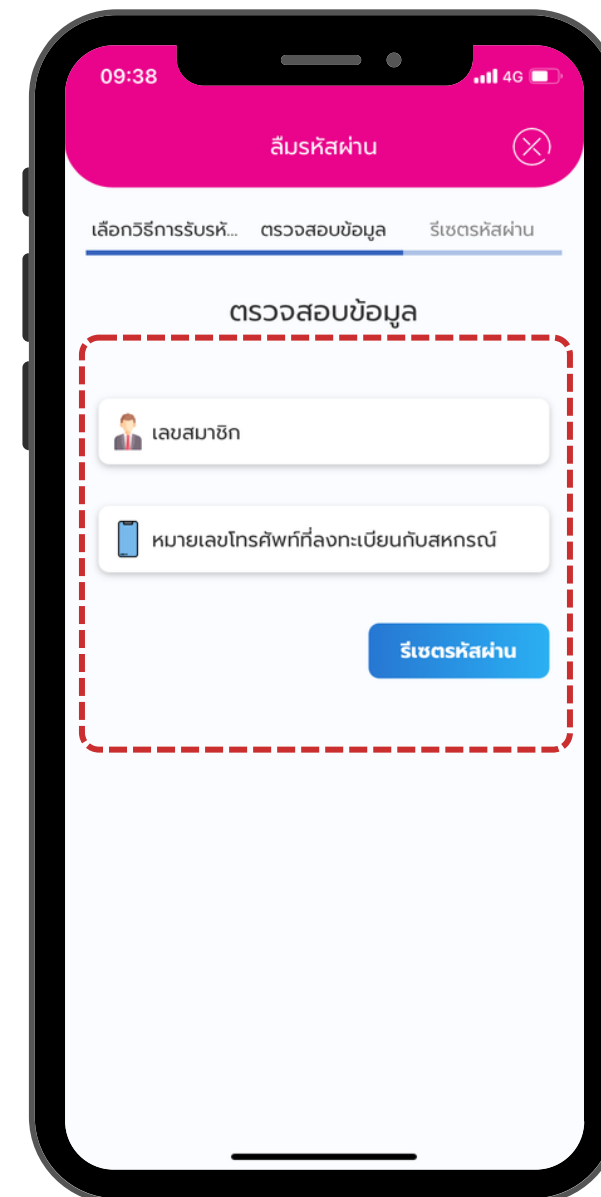 09:38 4G
ลืมรหัสผ่าน
เลือกวิธีการรับรหั... ตรวจสอบข้อมูล รีเซตรหัสผ่าน
ตรวจสอบข้อมูล
เลขสมาชิก
หมายเลขโทรศัพท์ที่ลงทะเบียนกับสหกรณ์
รีเซตรหัสผ่าน